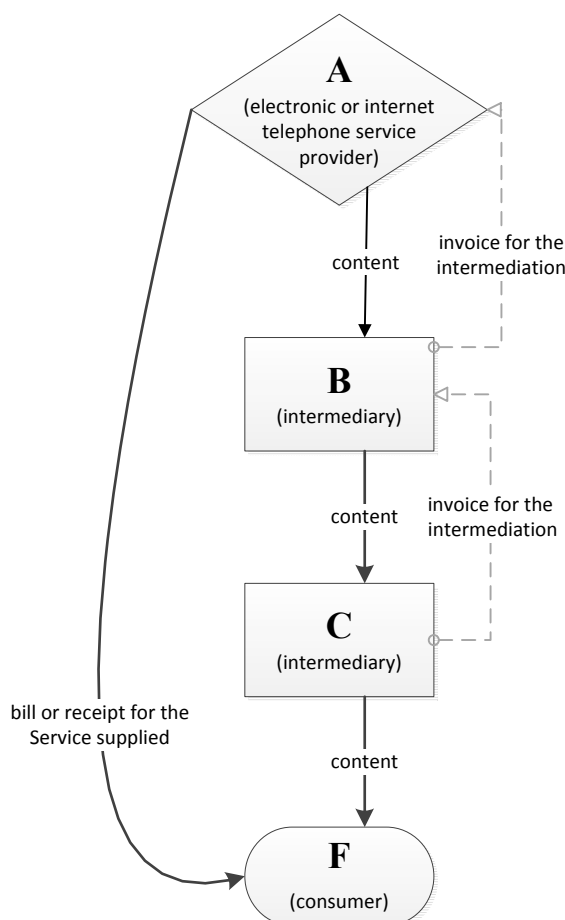 A
(electronic or internet
telephone service
provider)
invoice for the
intermediation
content
B
(intermediary)
invoice for the
intermediation
content
C
(intermediary)
bill or receipt for the
Service supplied
content
F
(consumer)